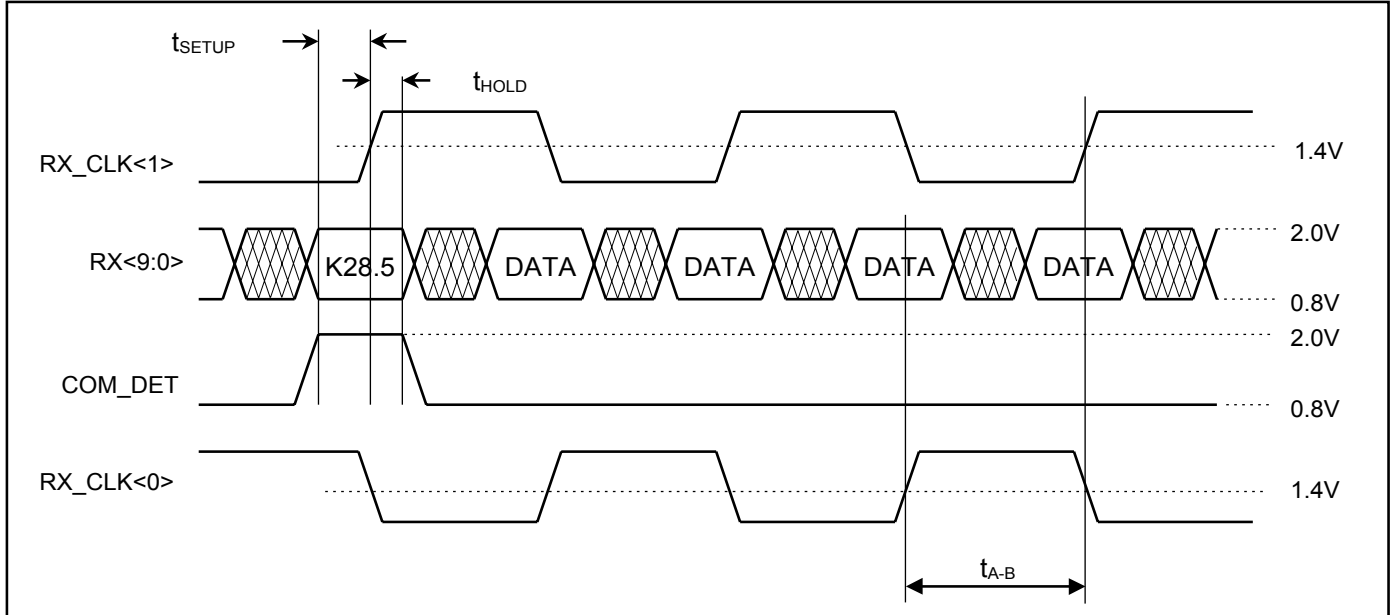 tSETUP
tHOLD
RX_CLK<1>
1.4V
RX<9:0>
K28.5
DATA
DATA
DATA
DATA
2.0V
0.8V
2.0V
COM_DET
0.8V
RX_CLK<0>
1.4V
tA-B